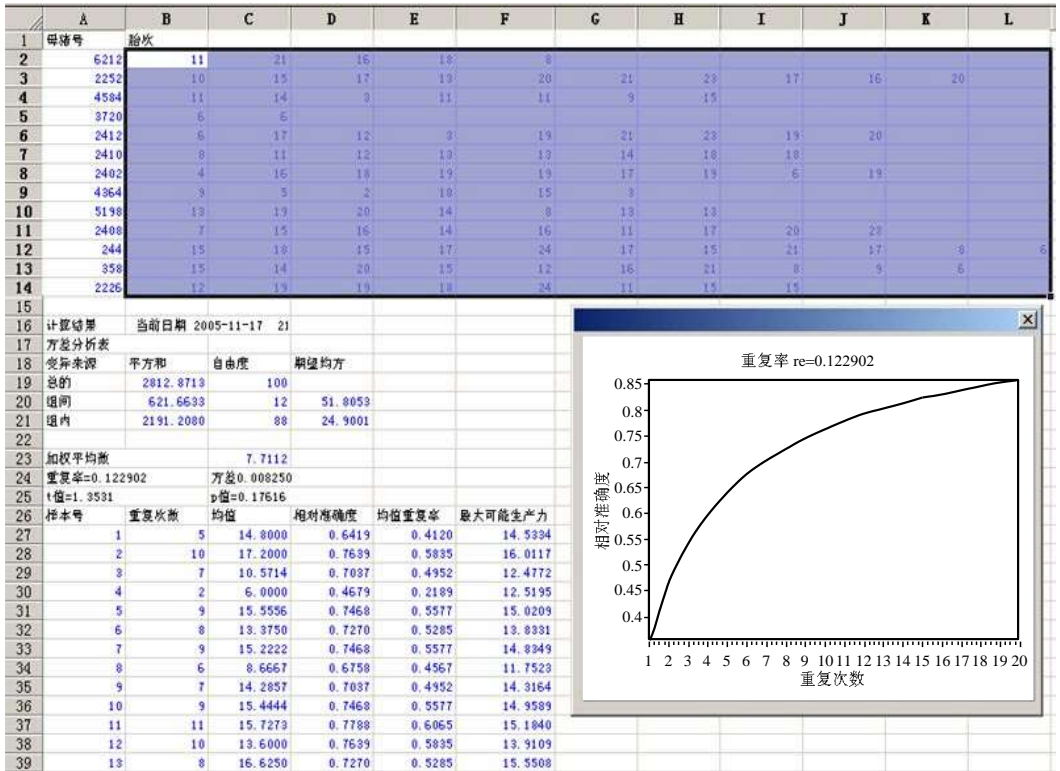 A B C D E F G H I J K L
1 母猪号 胎次
2 6212 11 21 16 18 8
3 2252 10 15 17 13 20 21 23 17 16 20
4 4584 11 14 3 11 11 9 15
5 3720 6 6
6 2412 6 17 12 3 19 21 23 19 20
7 2410 8 11 12 13 13 14 18 18
8 2402 4 16 18 19 19 17 19 6 19
9 4364 9 5 2 18 15 3
10 5198 13 19 20 14 8 13 13
11 2408 7 15 16 14 16 11 17 20 23
12 244 15 18 15 17 24 17 15 21 17 8 6
13 358 15 14 20 15 12 16 21 8 9 6
14 2226 12 19 19 18 24 11 15 15
15
16 计算结果 当前日期 2005-11-17 21
17 方差分析表
18 变异来源 平方和 自由度 期望均方
19 总的 2812.8713 100
20 组间 621.6633 12 51.8053
21 组内 2191.2080 88 24.9001
22
23 加权平均数 7.7112
24 重复率=0.122902 方差0.008250
25 t值=1.3531 p值=0.17616
26 样本号 重复次数 均值 相对准确度 均值重复率 最大可能生产力
27 1 5 14.8000 0.6419 0.4120 14.5334
28 2 10 17.2000 0.7639 0.5835 16.0117
29 3 7 10.5714 0.7037 0.4952 12.4772
30 4 2 6.0000 0.4679 0.2189 12.5195
31 5 9 15.5556 0.7468 0.5577 15.0209
32 6 8 13.3750 0.7270 0.5285 13.8331
33 7 9 15.2222 0.7468 0.5577 14.8349
34 8 6 8.6667 0.6758 0.4567 11.7523
35 9 7 14.2857 0.7037 0.4952 14.3164
36 10 9 15.4444 0.7468 0.5577 14.9589
37 11 11 15.7273 0.7788 0.6065 15.1840
38 12 10 13.6000 0.7639 0.5835 13.9109
39 13 8 16.6250 0.7270 0.5285 15.5508
重复率 re=0.122902
0.85
0.8
0.75
0.7
0.65
0.6
0.55
0.5
0.45
0.4
相对准确度
1 2 3 4 5 6 7 8 9 10 11 12 13 14 15 16 17 18 19 20
重复次数